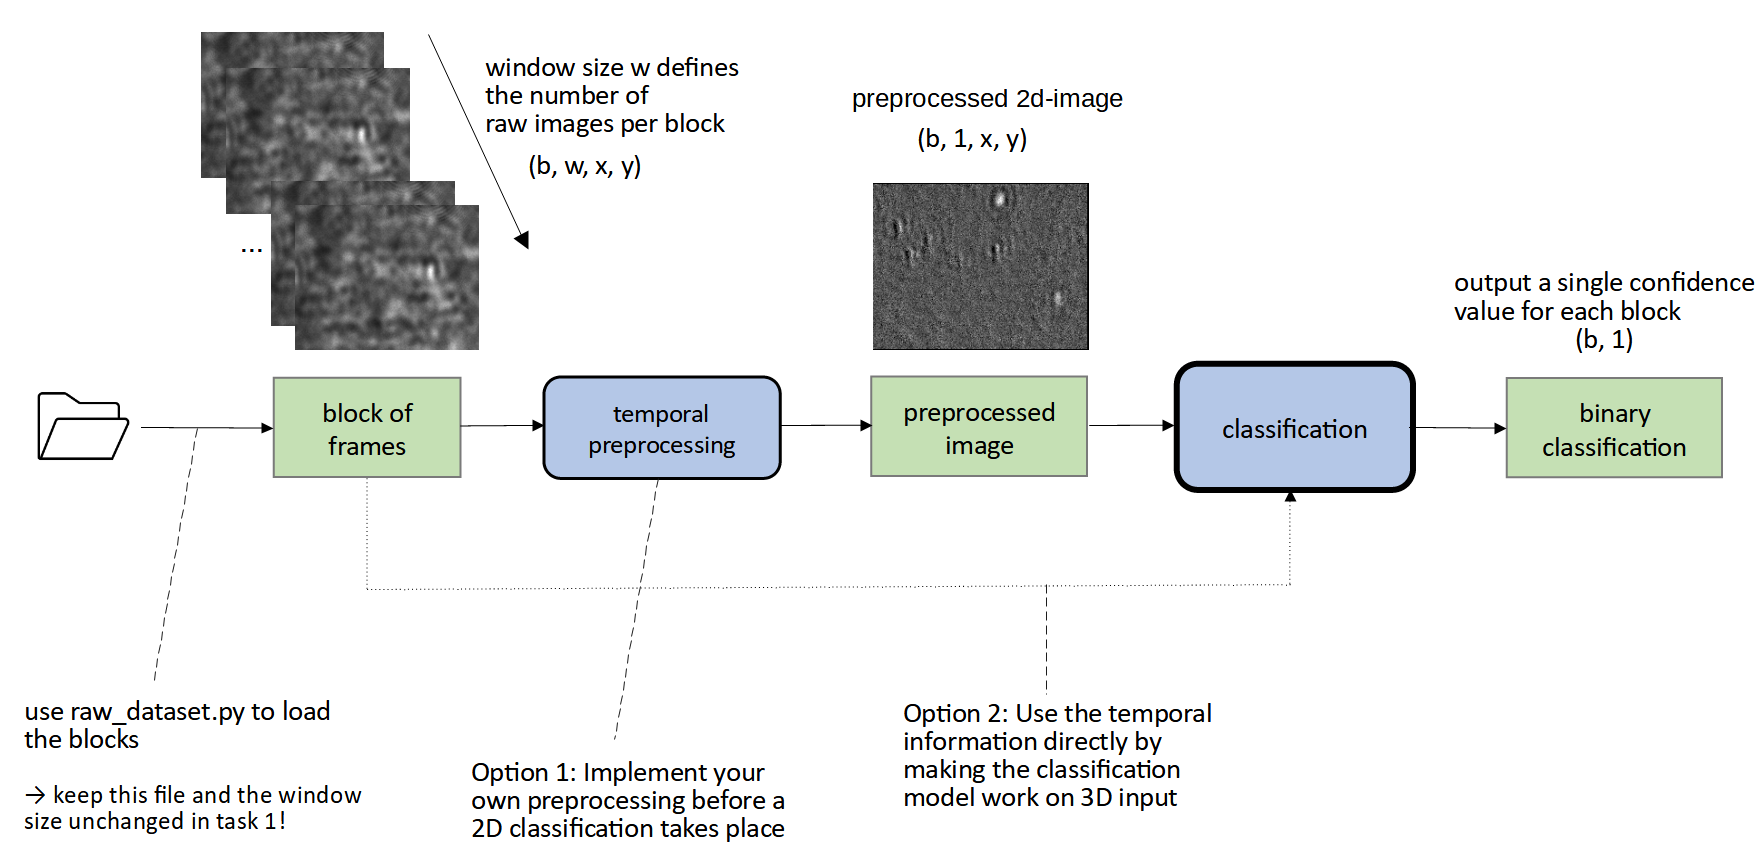 window size w defines
the number of
raw images per block
(b, w, x, y)
preprocessed 2d-image
(b, 1, x, y)
...
output a single confidence
value for each block
(b, 1)
block of
frames
temporal
preprocessing
preprocessed
image
classification
binary
classification
use raw_dataset.py to load
the blocks
→ keep this file and the window
size unchanged in task 1!
Option 1: Implement your
own preprocessing before a
2D classification takes place
Option 2: Use the temporal
information directly by
making the classification
model work on 3D input